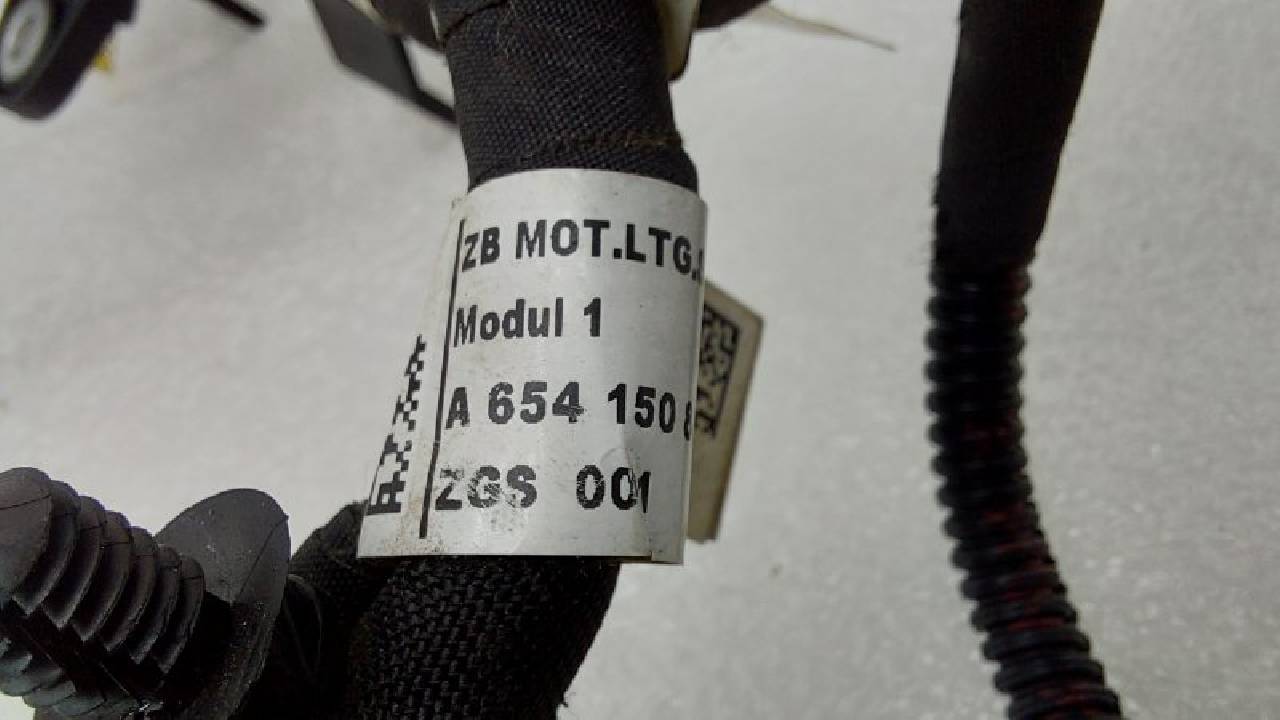 ZB MOT.LTG.
Modul 1
A 654 150
ZGS 001